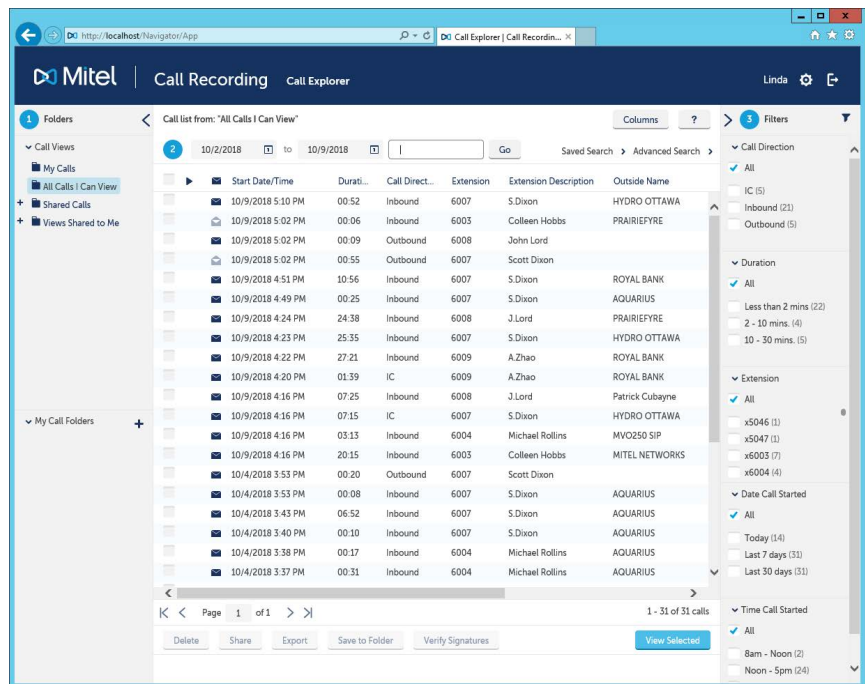 http://localhost/Navigator/App
Call Explorer | Call Recordin...
Mitel | Call Recording Call Explorer
Linda
1 Folders
Call Views
My Calls
All Calls I Can View
Shared Calls
Views Shared to Me
My Call Folders
Call list from: "All Calls I Can View"
Columns ?
2 10/2/2018 to 10/9/2018 Go Saved Search > Advanced Search >
Start Date/Time Durati... Call Direct... Extension Extension Description Outside Name
10/9/2018 5:10 PM 00:52 Inbound 6007 S.Dixon HYDRO OTTAWA
10/9/2018 5:02 PM 00:06 Inbound 6003 Colleen Hobbs PRAIRIEFYRE
10/9/2018 5:02 PM 00:09 Outbound 6008 John Lord
10/9/2018 5:02 PM 00:55 Outbound 6007 Scott Dixon
10/9/2018 4:51 PM 10:56 Inbound 6007 S.Dixon ROYAL BANK
10/9/2018 4:49 PM 00:25 Inbound 6007 S.Dixon AQUARIUS
10/9/2018 4:24 PM 24:38 Inbound 6008 J.Lord PRAIRIEFYRE
10/9/2018 4:23 PM 25:35 Inbound 6007 S.Dixon HYDRO OTTAWA
10/9/2018 4:22 PM 27:21 Inbound 6009 A.Zhao ROYAL BANK
10/9/2018 4:20 PM 01:39 IC 6009 A.Zhao ROYAL BANK
10/9/2018 4:16 PM 07:25 Inbound 6008 J.Lord Patrick Cubayne
10/9/2018 4:16 PM 07:15 IC 6007 S.Dixon HYDRO OTTAWA
10/9/2018 4:16 PM 03:13 Inbound 6004 Michael Rollins MVO250 SIP
10/9/2018 4:16 PM 20:15 Inbound 6003 Colleen Hobbs MITEL NETWORKS
10/4/2018 3:53 PM 00:20 Outbound 6007 Scott Dixon
10/4/2018 3:53 PM 00:08 Inbound 6007 S.Dixon AQUARIUS
10/4/2018 3:43 PM 06:52 Inbound 6007 S.Dixon AQUARIUS
10/4/2018 3:40 PM 00:10 Inbound 6007 S.Dixon AQUARIUS
10/4/2018 3:38 PM 00:17 Inbound 6004 Michael Rollins AQUARIUS
10/4/2018 3:37 PM 00:31 Inbound 6004 Michael Rollins AQUARIUS
Page 1 of 1
1 - 31 of 31 calls
Delete Share Export Save to Folder Verify Signatures View Selected
3 Filters
Call Direction
All
IC (5)
Inbound (21)
Outbound (5)
Duration
All
Less than 2 mins (22)
2 - 10 mins. (4)
10 - 30 mins. (5)
Extension
All
x5046 (1)
x5047 (1)
x6003 (7)
x6004 (4)
Date Call Started
All
Today (14)
Last 7 days (31)
Last 30 days (31)
Time Call Started
All
8am - Noon (2)
Noon - 5pm (24)